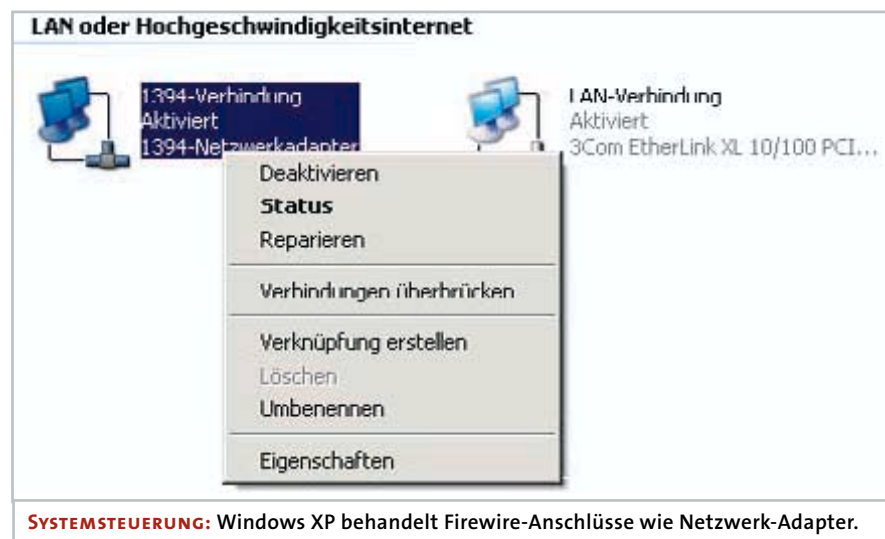 LAN oder Hochgeschwindigkeitsinternet
1394-Verbindung
Aktiviert
1394-Netzwerkadapter
LAN-Verbindung
Aktiviert
3Com EtherLink XL 10/100 PCI...
Deaktivieren
Status
Reparieren
Verbindungen überbrücken
Verknüpfung erstellen
Löschen
Umbenennen
Eigenschaften
SYSTEMSTEUERUNG: Windows XP behandelt Firewire-Anschlüsse wie Netzwerk-Adapter.